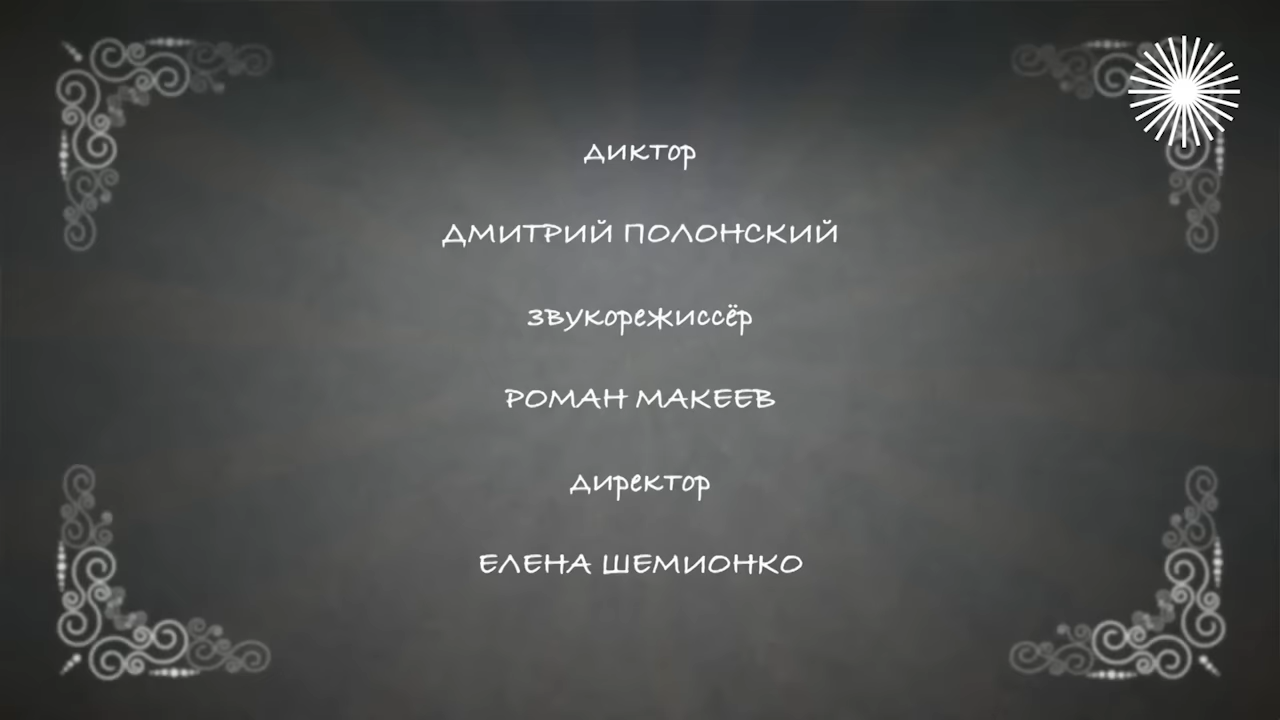 диктор
ДМИТРИЙ ПОЛОНСКИЙ
звукорежиссёр
РОМАН МАКЕЕВ
директор
ЕЛЕНА ШЕМИОНКО